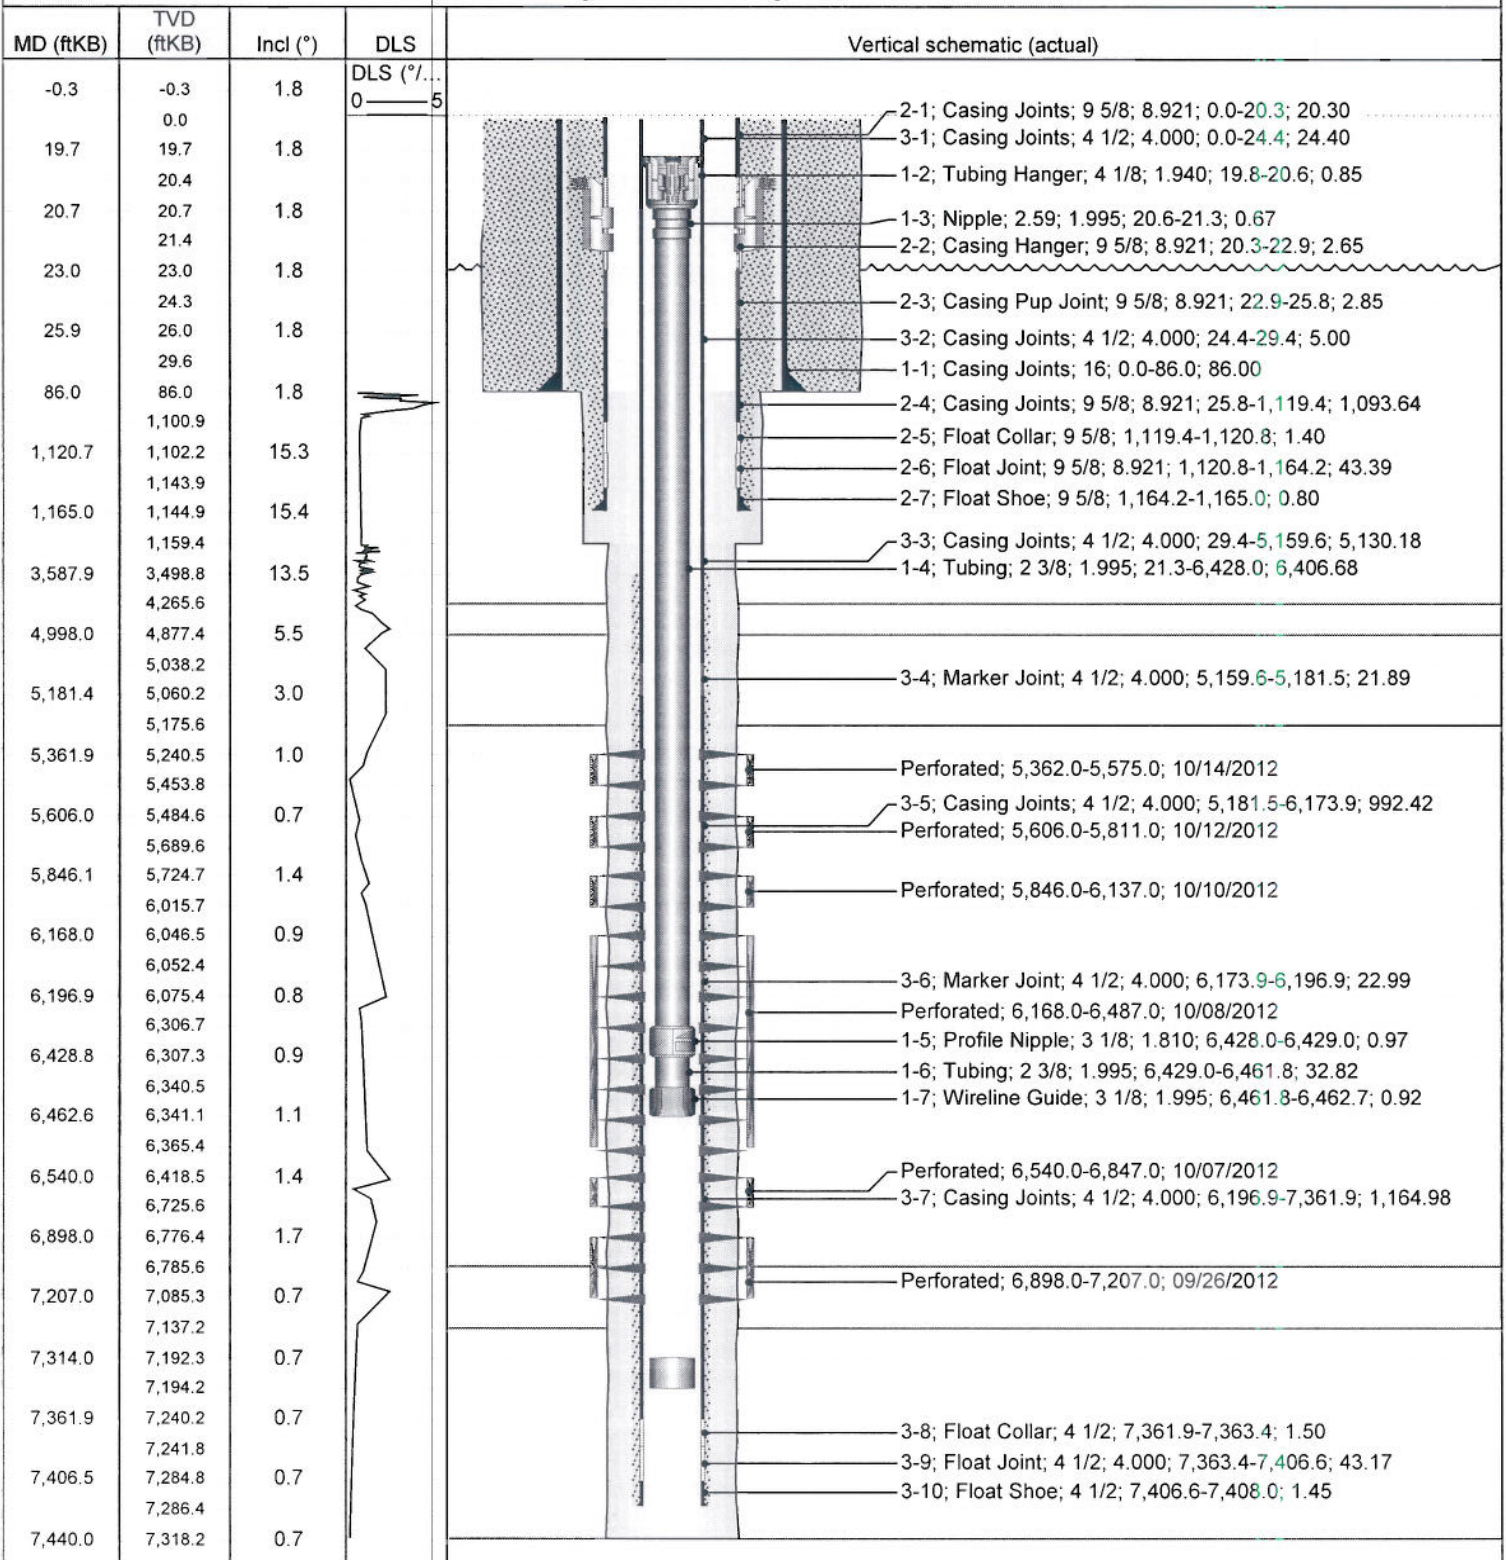 MD (ftKB) TVD (ftKB) Incl (°) DLS Vertical schematic (actual)
DLS (°/...
0 5
-0.3 -0.3 1.8
0.0
19.7 19.7 1.8
20.4
20.7 20.7 1.8
21.4
23.0 23.0 1.8
24.3
25.9 26.0 1.8
29.6
86.0 86.0 1.8
1,100.9
1,120.7 1,102.2 15.3
1,143.9
1,165.0 1,144.9 15.4
1,159.4
3,587.9 3,498.8 13.5
4,265.6
4,998.0 4,877.4 5.5
5,038.2
5,181.4 5,060.2 3.0
5,175.6
5,361.9 5,240.5 1.0
5,453.8
5,606.0 5,484.6 0.7
5,689.6
5,846.1 5,724.7 1.4
6,015.7
6,168.0 6,046.5 0.9
6,052.4
6,196.9 6,075.4 0.8
6,306.7
6,428.8 6,307.3 0.9
6,340.5
6,462.6 6,341.1 1.1
6,365.4
6,540.0 6,418.5 1.4
6,725.6
6,898.0 6,776.4 1.7
6,785.6
7,207.0 7,085.3 0.7
7,137.2
7,314.0 7,192.3 0.7
7,194.2
7,361.9 7,240.2 0.7
7,241.8
7,406.5 7,284.8 0.7
7,286.4
7,440.0 7,318.2 0.7
2-1; Casing Joints; 9 5/8; 8.921; 0.0-20.3; 20.30
3-1; Casing Joints; 4 1/2; 4.000; 0.0-24.4; 24.40
1-2; Tubing Hanger; 4 1/8; 1.940; 19.8-20.6; 0.85
1-3; Nipple; 2.59; 1.995; 20.6-21.3; 0.67
2-2; Casing Hanger; 9 5/8; 8.921; 20.3-22.9; 2.65
2-3; Casing Pup Joint; 9 5/8; 8.921; 22.9-25.8; 2.85
3-2; Casing Joints; 4 1/2; 4.000; 24.4-29.4; 5.00
1-1; Casing Joints; 16; 0.0-86.0; 86.00
2-4; Casing Joints; 9 5/8; 8.921; 25.8-1,119.4; 1,093.64
2-5; Float Collar; 9 5/8; 1,119.4-1,120.8; 1.40
2-6; Float Joint; 9 5/8; 8.921; 1,120.8-1,164.2; 43.39
2-7; Float Shoe; 9 5/8; 1,164.2-1,165.0; 0.80
3-3; Casing Joints; 4 1/2; 4.000; 29.4-5,159.6; 5,130.18
1-4; Tubing; 2 3/8; 1.995; 21.3-6,428.0; 6,406.68
3-4; Marker Joint; 4 1/2; 4.000; 5,159.6-5,181.5; 21.89
Perforated; 5,362.0-5,575.0; 10/14/2012
3-5; Casing Joints; 4 1/2; 4.000; 5,181.5-6,173.9; 992.42
Perforated; 5,606.0-5,811.0; 10/12/2012
Perforated; 5,846.0-6,137.0; 10/10/2012
3-6; Marker Joint; 4 1/2; 4.000; 6,173.9-6,196.9; 22.99
Perforated; 6,168.0-6,487.0; 10/08/2012
1-5; Profile Nipple; 3 1/8; 1.810; 6,428.0-6,429.0; 0.97
1-6; Tubing; 2 3/8; 1.995; 6,429.0-6,461.8; 32.82
1-7; Wireline Guide; 3 1/8; 1.995; 6,461.8-6,462.7; 0.92
Perforated; 6,540.0-6,847.0; 10/07/2012
3-7; Casing Joints; 4 1/2; 4.000; 6,196.9-7,361.9; 1,164.98
Perforated; 6,898.0-7,207.0; 09/26/2012
3-8; Float Collar; 4 1/2; 7,361.9-7,363.4; 1.50
3-9; Float Joint; 4 1/2; 4.000; 7,363.4-7,406.6; 43.17
3-10; Float Shoe; 4 1/2; 7,406.6-7,408.0; 1.45